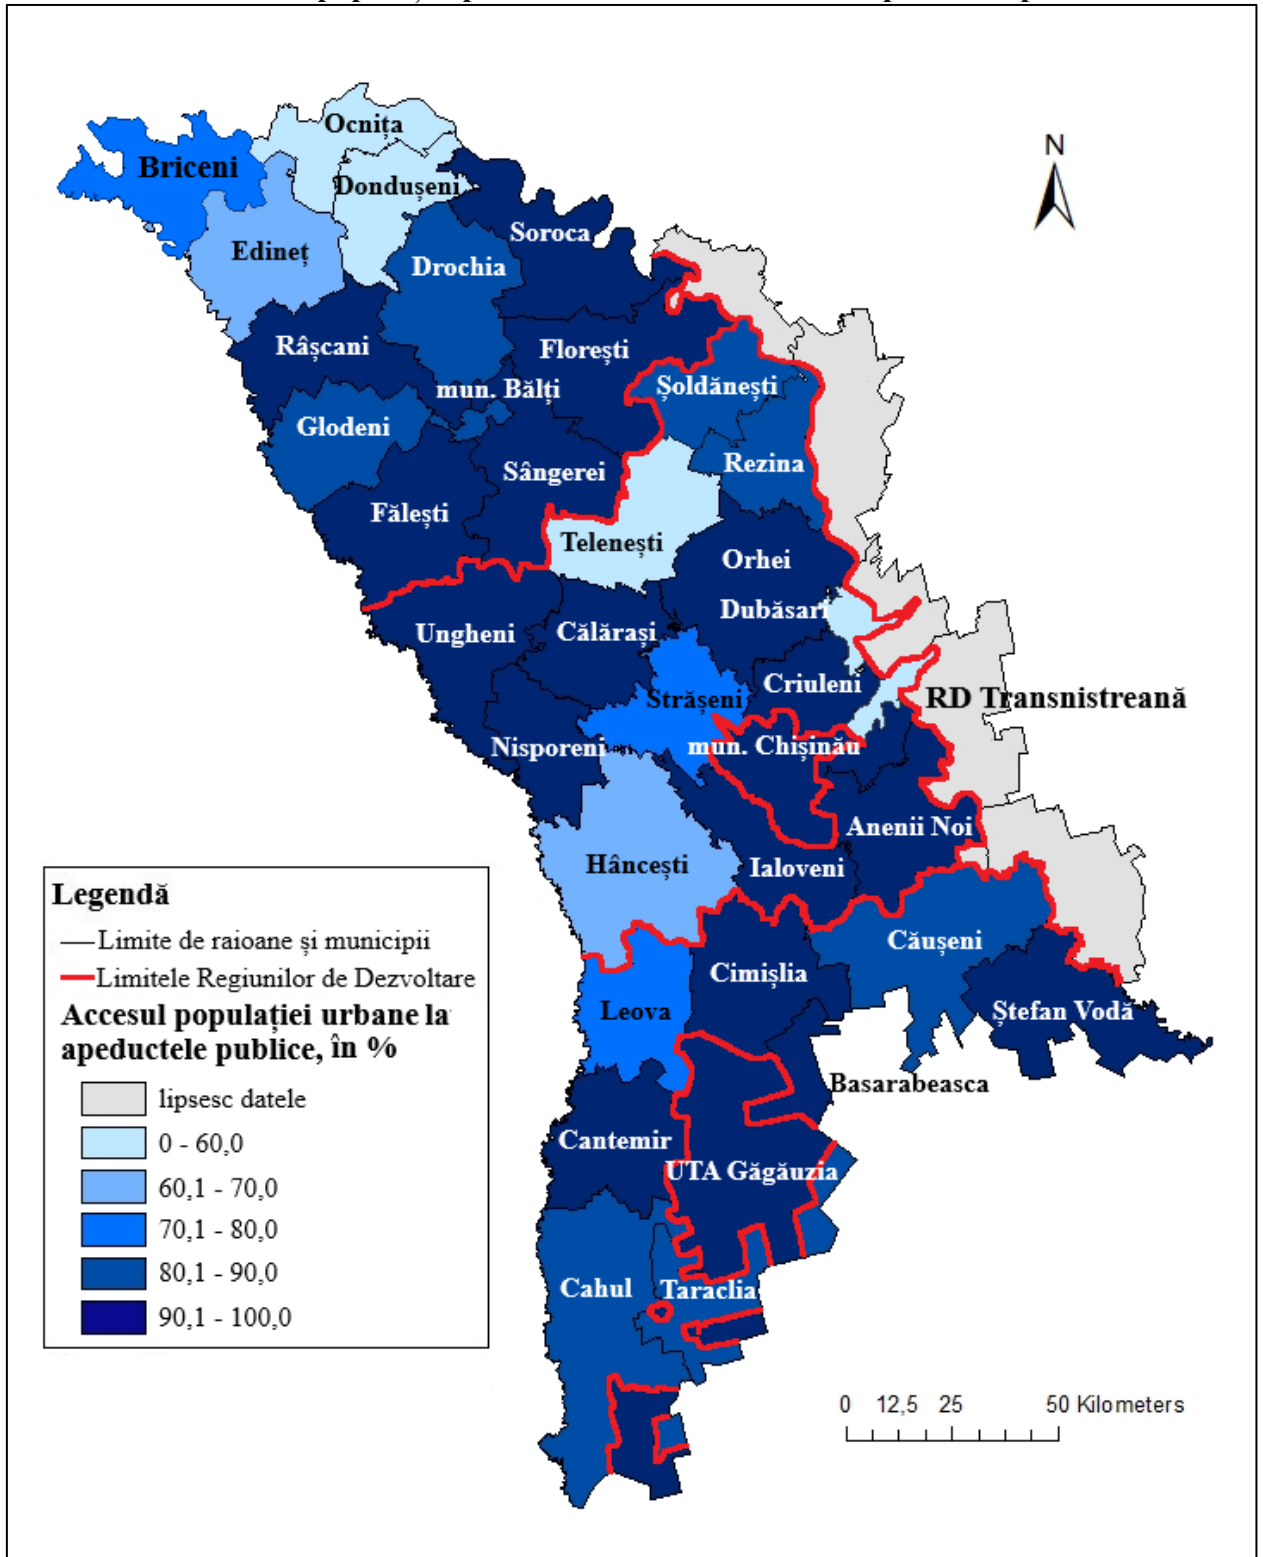 Ocnița
Briceni
Dondușeni
Edineț
Soroca
Drochia
Râșcani
Florești
Șoldănești
mun. Bălți
Glodeni
Rezina
Sângerei
Fălești
Telenești
Orhei
Dubăsari
Ungheni
Călărași
Criuleni
Strășeni
RD Transnistreană
Nisporeni
mun. Chișinău
Anenii Noi
Hâncești
Ialoveni
Căușeni
Cimișlia
Leova
Ștefan Vodă
Basarabeasca
Cantemir
UTA Găgăuzia
Cahul
Taraclia
N
Legendă
Limite de raioane și municipii
Limitele Regiunilor de Dezvoltare
Accesul populației urbane la
apeductele publice, în %
lipsesc datele
0 - 60,0
60,1 - 70,0
70,1 - 80,0
80,1 - 90,0
90,1 - 100,0
0 12,5 25 50 Kilometers